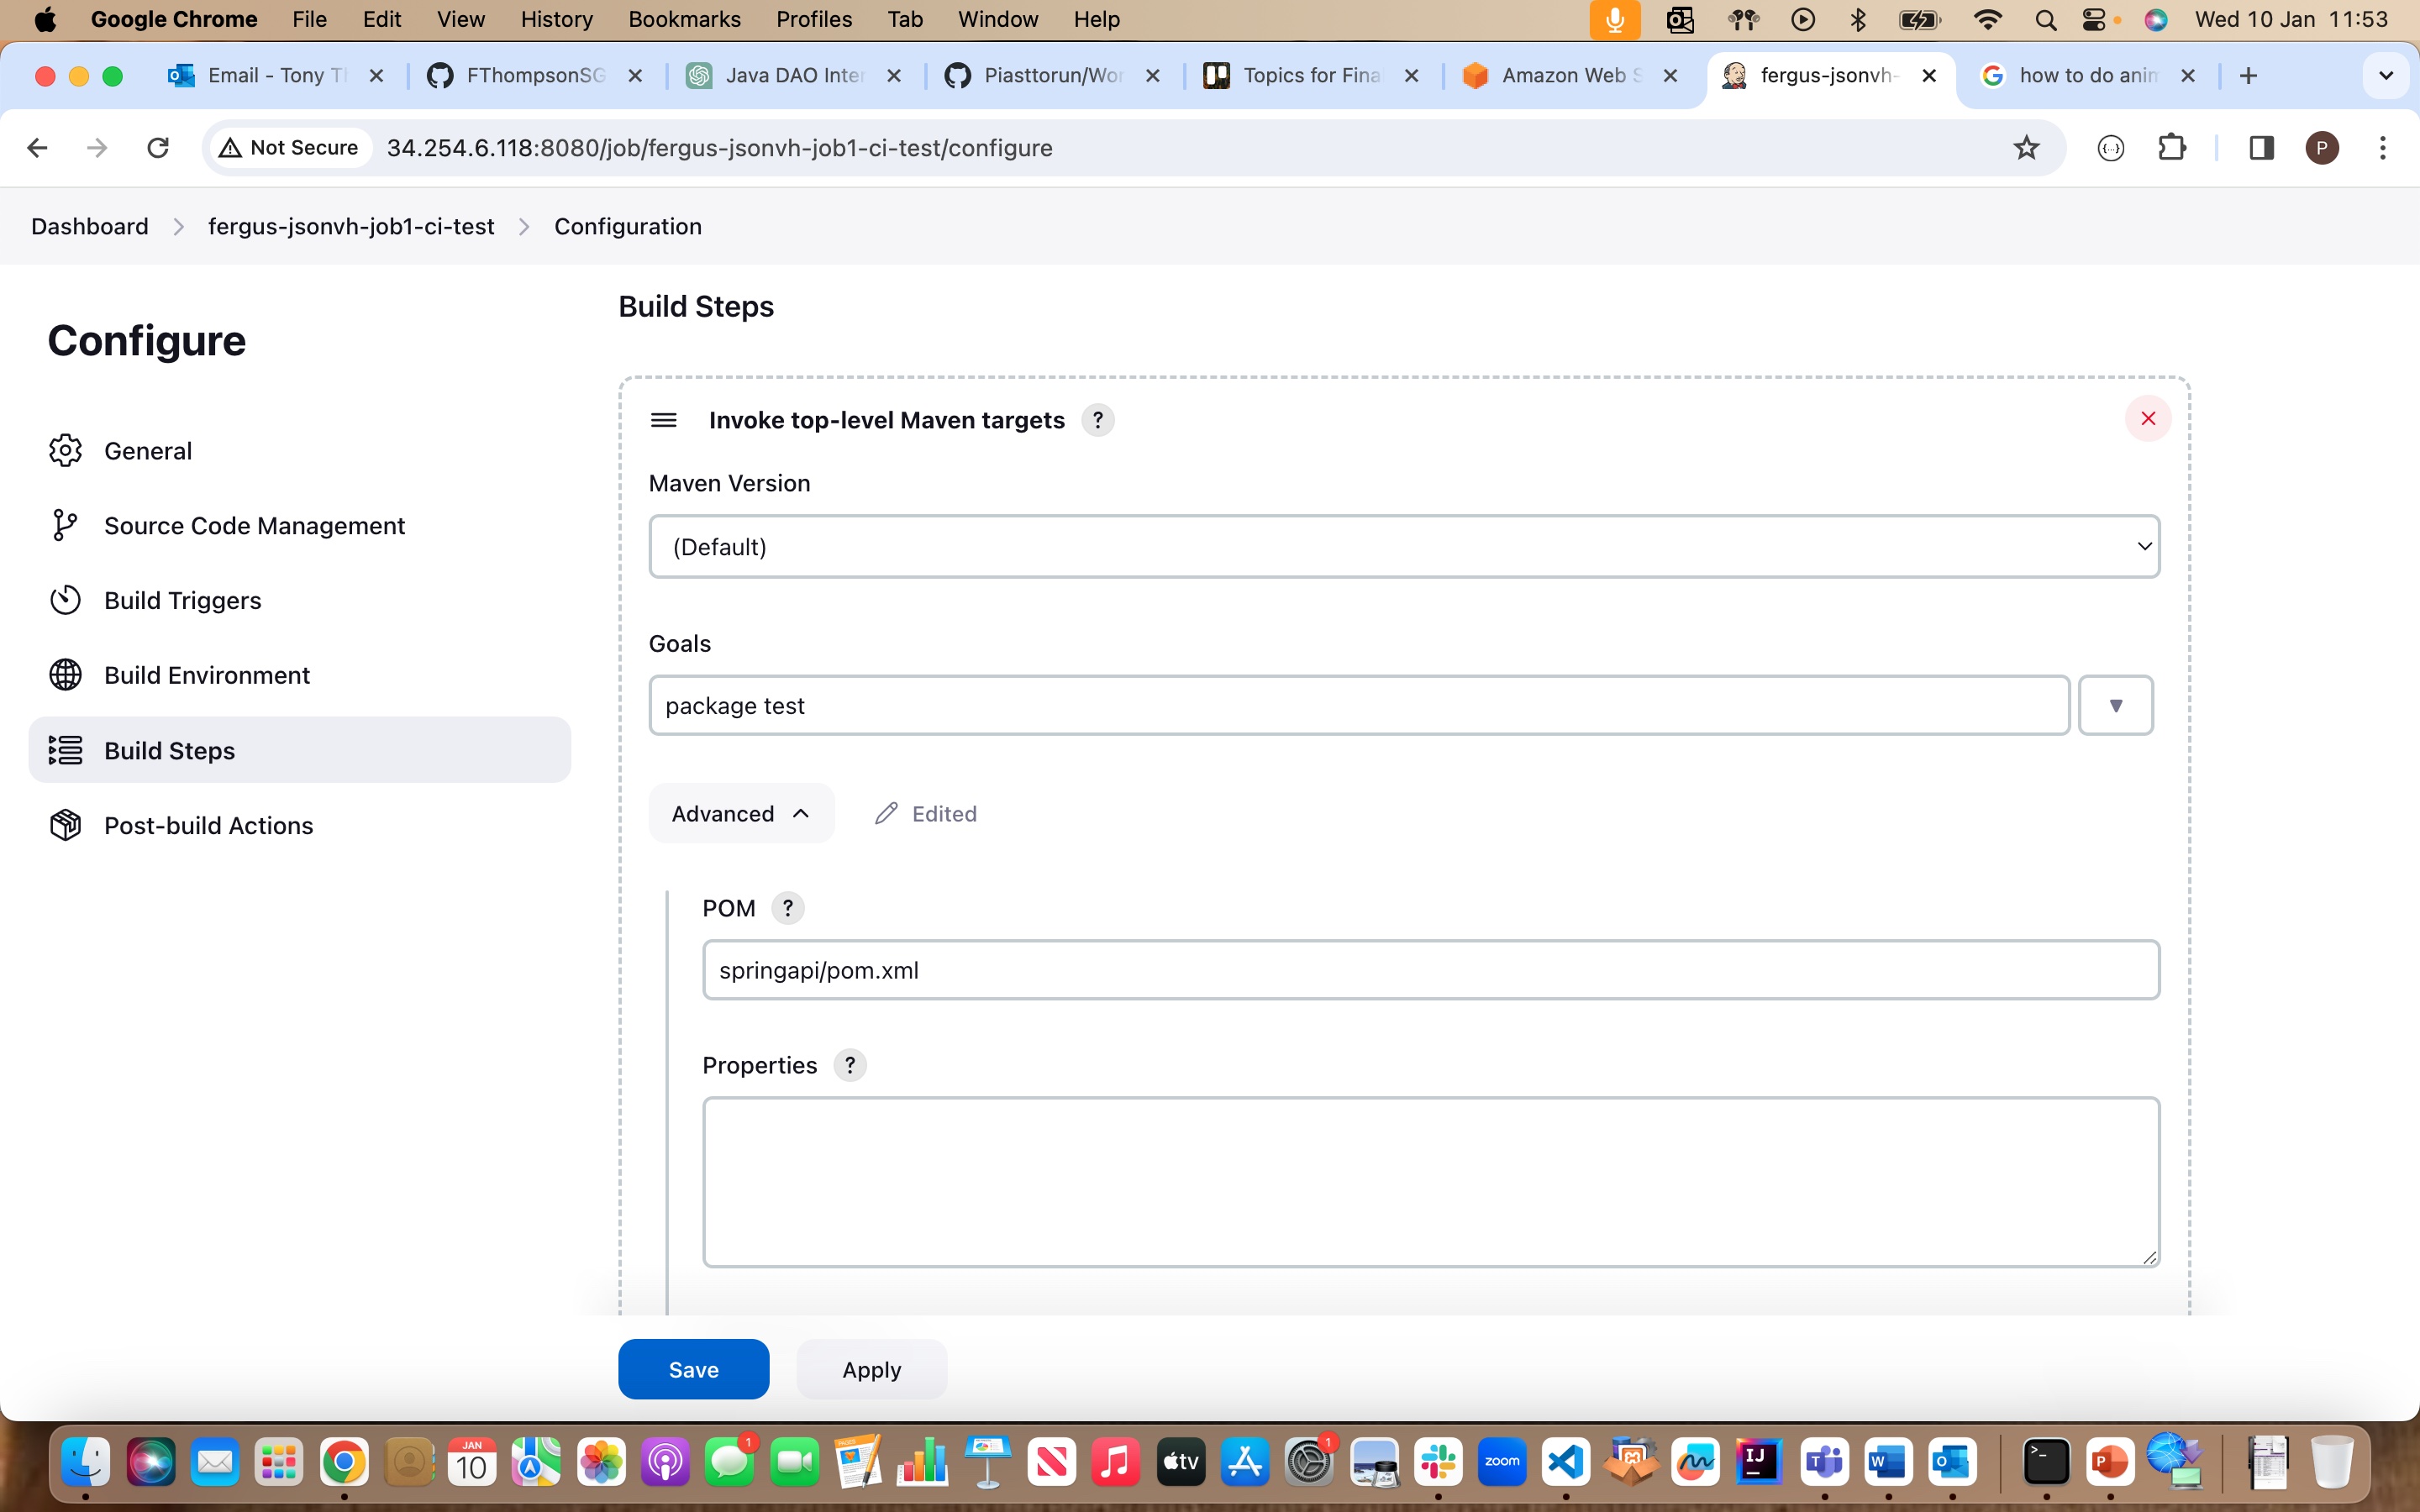 Google Chrome File Edit View History Bookmarks Profiles Tab Window Help Wed 10 Jan 11:53
Email - Tony Th FThompsonSG Java DAO Inter Piasttorun/Wor Topics for Fina Amazon Web S fergus-jsonvh- how to do anim
Not Secure 34.254.6.118:8080/job/fergus-jsonvh-job1-ci-test/configure P
Dashboard fergus-jsonvh-job1-ci-test Configuration
Configure
General
Source Code Management
Build Triggers
Build Environment
Build Steps
Post-build Actions
Build Steps
Invoke top-level Maven targets ?
Maven Version
(Default)
Goals
package test
Advanced Edited
POM ?
springapi/pom.xml
Properties ?
Save Apply
JAN
10
1
tv
1
zoom
IJ
T
W
O
>_
P